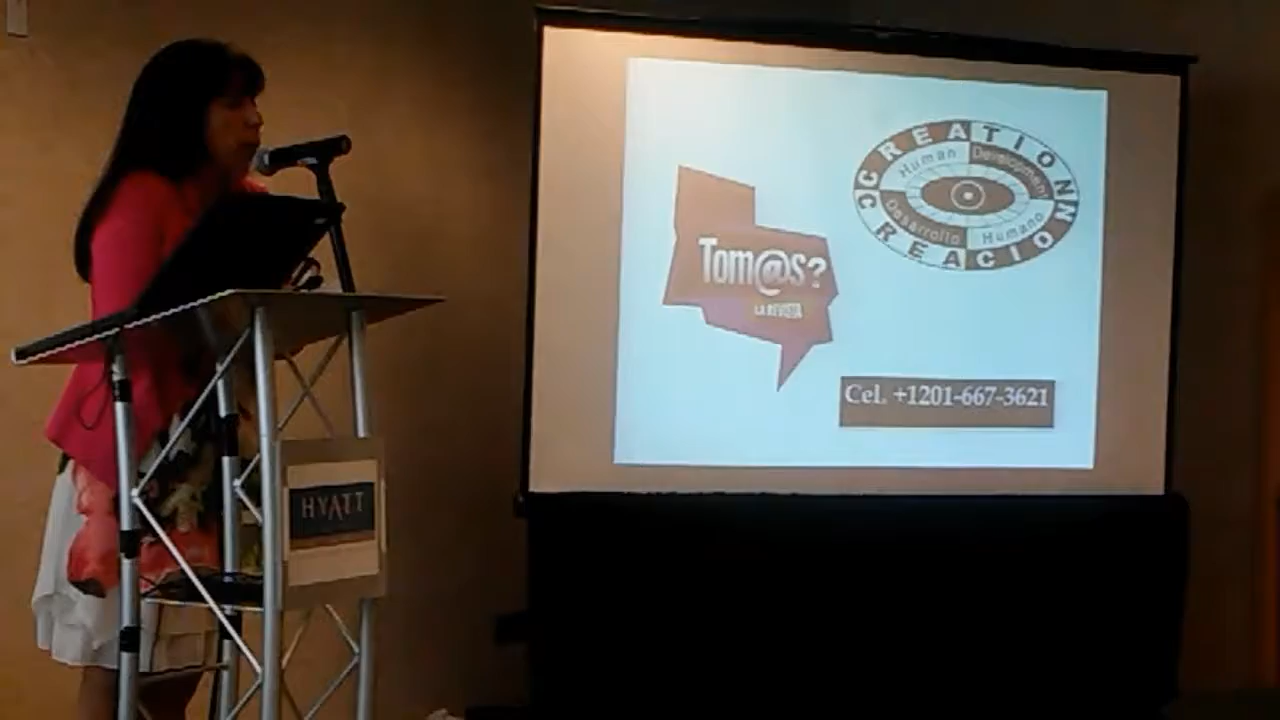 CREATION
Human Development
Desarrollo Humano
CREACION
Tom@s?
LA REVISTA
Cel. +1201-667-3621
HYATT